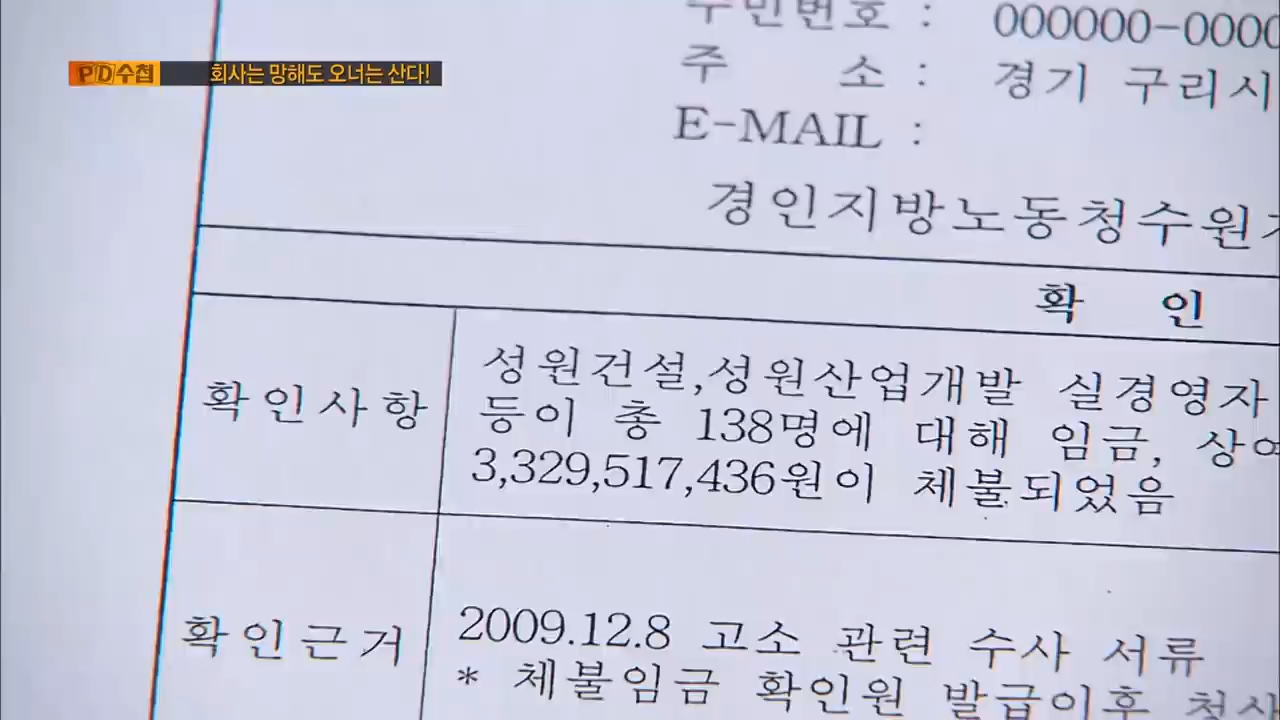 PD수첩 회사는 망해도 오너는 산다!
주민번호 : 000000-0000
주 소 : 경기 구리시
E-MAIL :
경인지방노동청수원
확 인
확인사항
성원건설,성원산업개발 실경영자
등이 총 138명에 대해 임금,
3,329,517,436원이 체불되었음
확인근거
2009.12.8 고소 관련 수사 서류
* 체불임금 확인원 발급이후